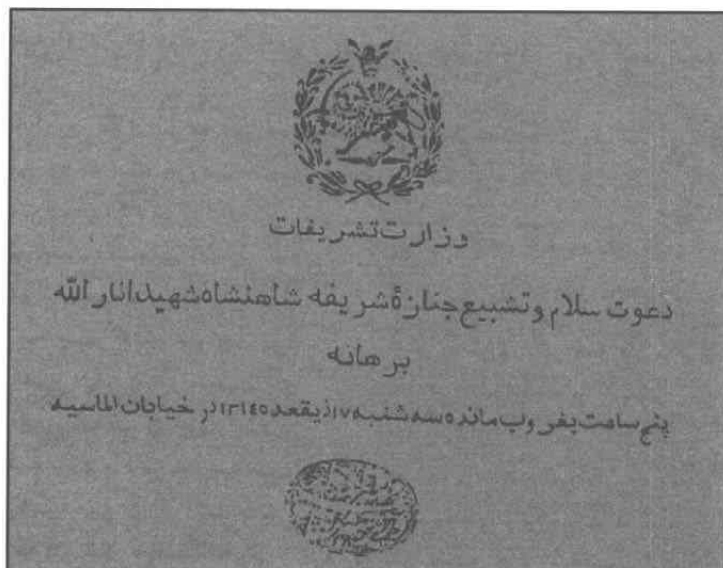 وزارت تشریفات
دعوت سلام و تشییع جنازهٔ شریفه شاهنشاه شهید انار الله
برهانه
پنج ساعت بغروب مانده سه شنبه ۱۷ ذیقعده ۱۳۱٤ در خیابان الماسیه